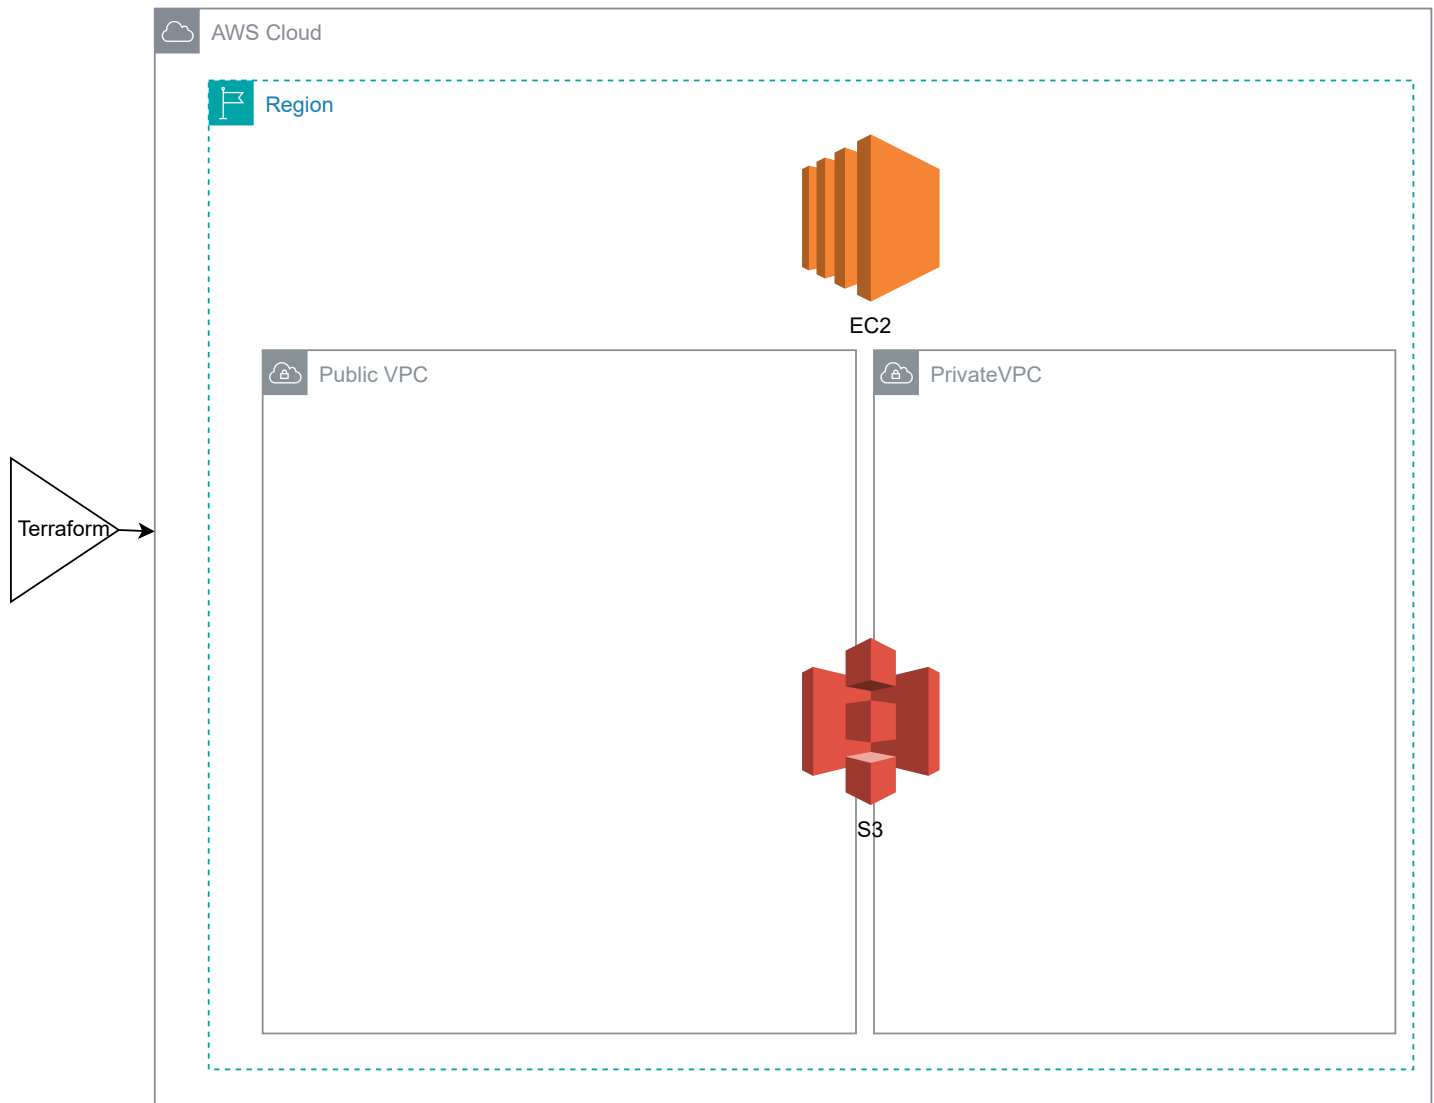 AWS Cloud
Region
EC2
Public VPC
PrivateVPC
Terraform
S3